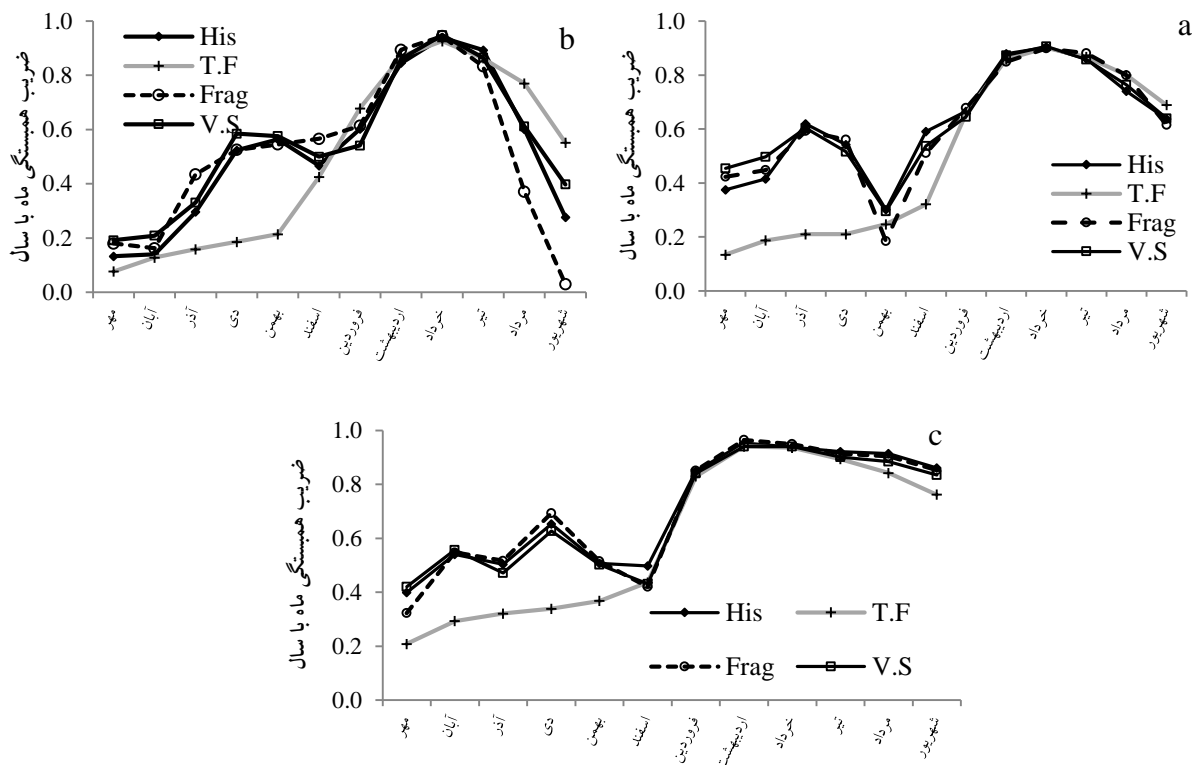 a
ضریب همبستگی ماه با سال
1.0
0.8
0.6
0.4
0.2
0.0
His
T.F
Frag
V.S
مهر
آبان
آذر
دی
بهمن
اسفند
فروردین
اردیبهشت
خرداد
تیر
مرداد
شهریور
b
ضریب همبستگی ماه با سال
1.0
0.8
0.6
0.4
0.2
0.0
His
T.F
Frag
V.S
مهر
آبان
آذر
دی
بهمن
اسفند
فروردین
اردیبهشت
خرداد
تیر
مرداد
شهریور
c
ضریب همبستگی ماه با سال
1.0
0.8
0.6
0.4
0.2
0.0
His T.F
Frag V.S
مهر
آبان
آذر
دی
بهمن
اسفند
فروردین
اردیبهشت
خرداد
تیر
مرداد
شهریور